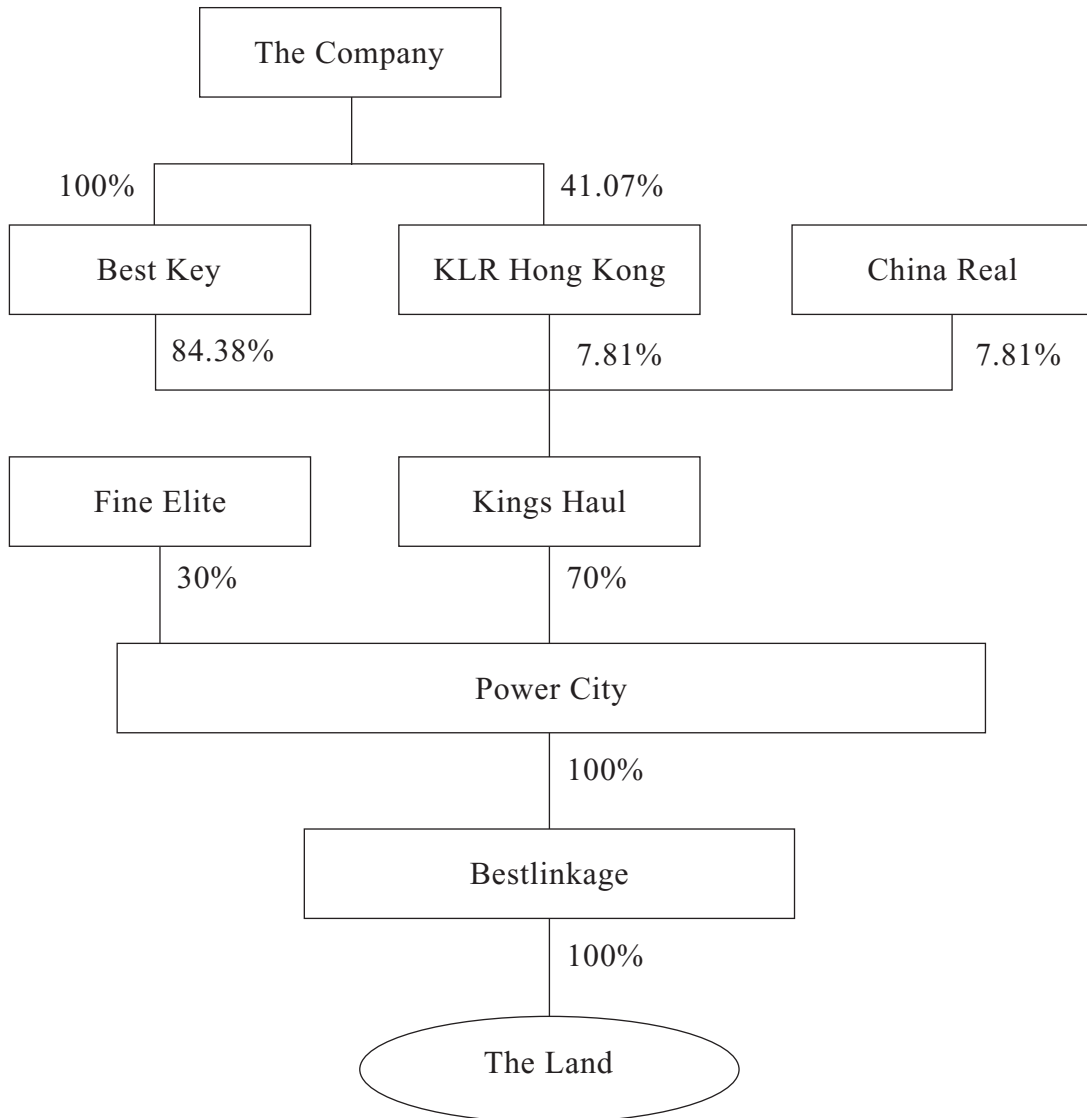 The Company
100%
41.07%
Best Key
KLR Hong Kong
China Real
84.38%
7.81%
7.81%
Fine Elite
Kings Haul
30%
70%
Power City
100%
Bestlinkage
100%
The Land